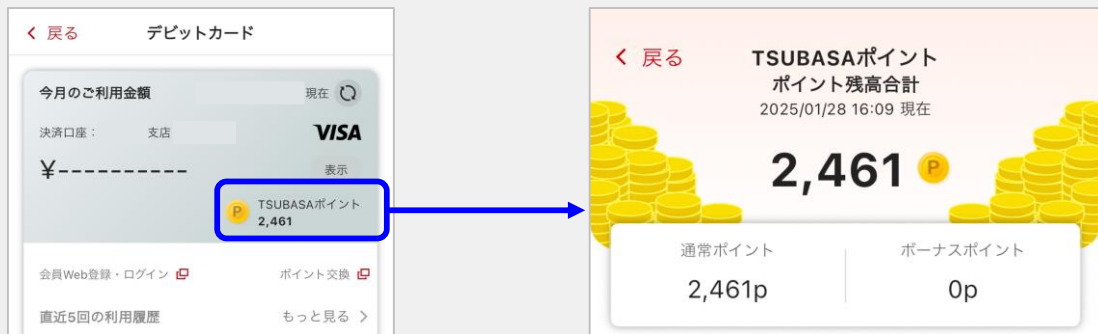 戻る
デビットカード
今月のご利用金額
現在
決済口座：
支店
VISA
¥----------
表示
P
TSUBASAポイント
2,461
会員Web登録・ログイン
ポイント交換
直近5回の利用履歴
もっと見る
戻る
TSUBASAポイント
ポイント残高合計
2025/01/28 16:09 現在
2,461 P
通常ポイント
ボーナスポイント
2,461p
0p